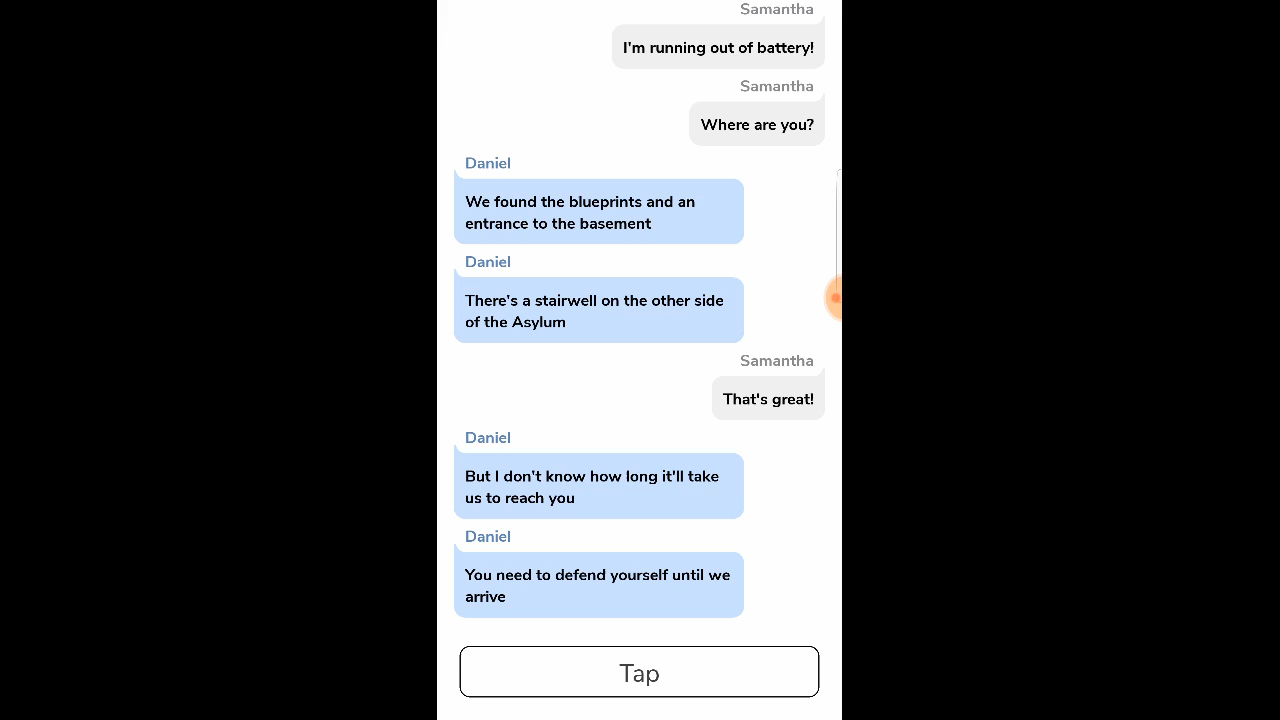 Samantha
I'm running out of battery!
Samantha
Where are you?
Daniel
We found the blueprints and an
entrance to the basement
Daniel
There's a stairwell on the other side
of the Asylum
Samantha
That's great!
Daniel
But I don't know how long it'll take
us to reach you
Daniel
You need to defend yourself until we
arrive
Tap